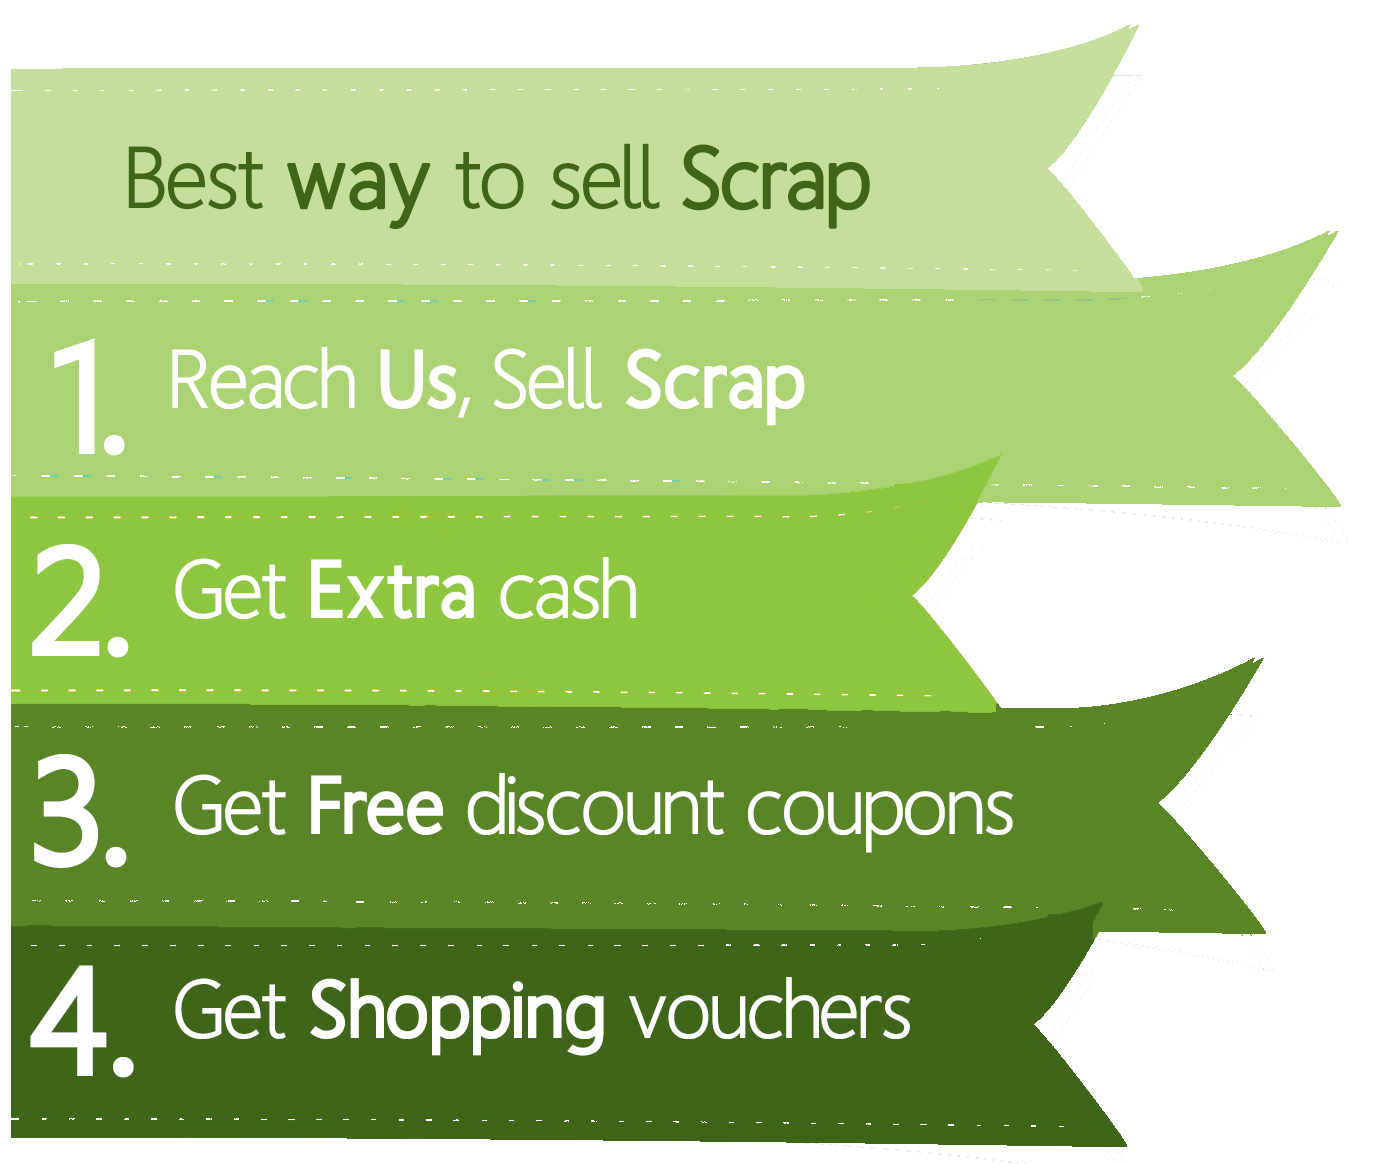 Best way to sell Scrap
1. Reach Us, Sell Scrap
2. Get Extra cash
3. Get Free discount coupons
4. Get Shopping vouchers